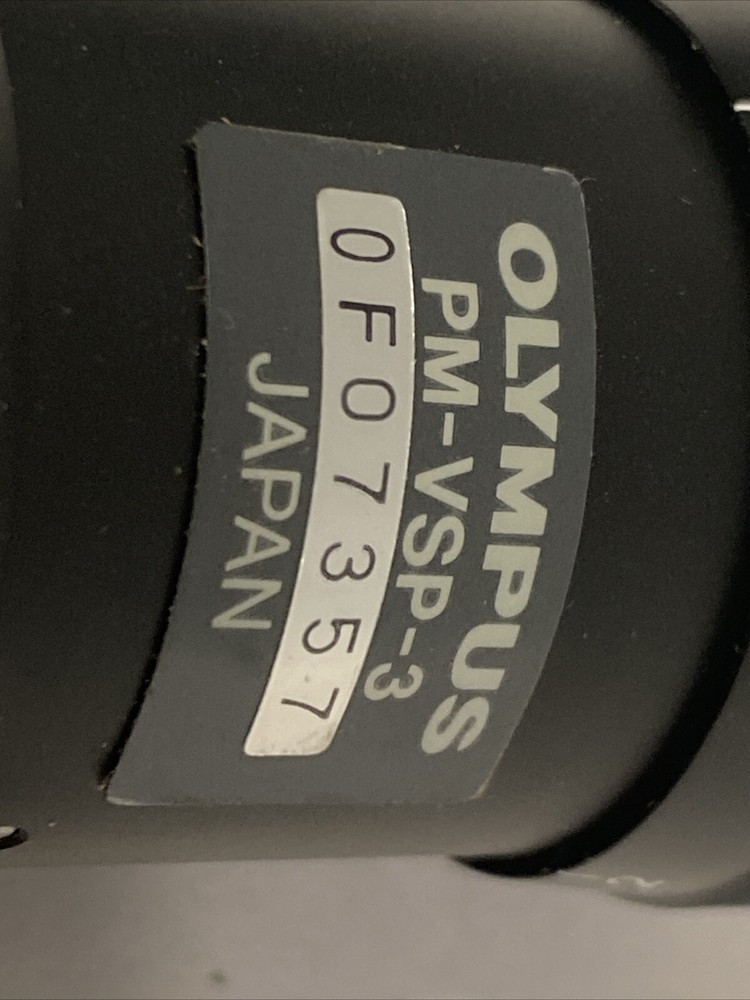 OLYMPUS
PM-VSP-3
0F07357
JAPAN